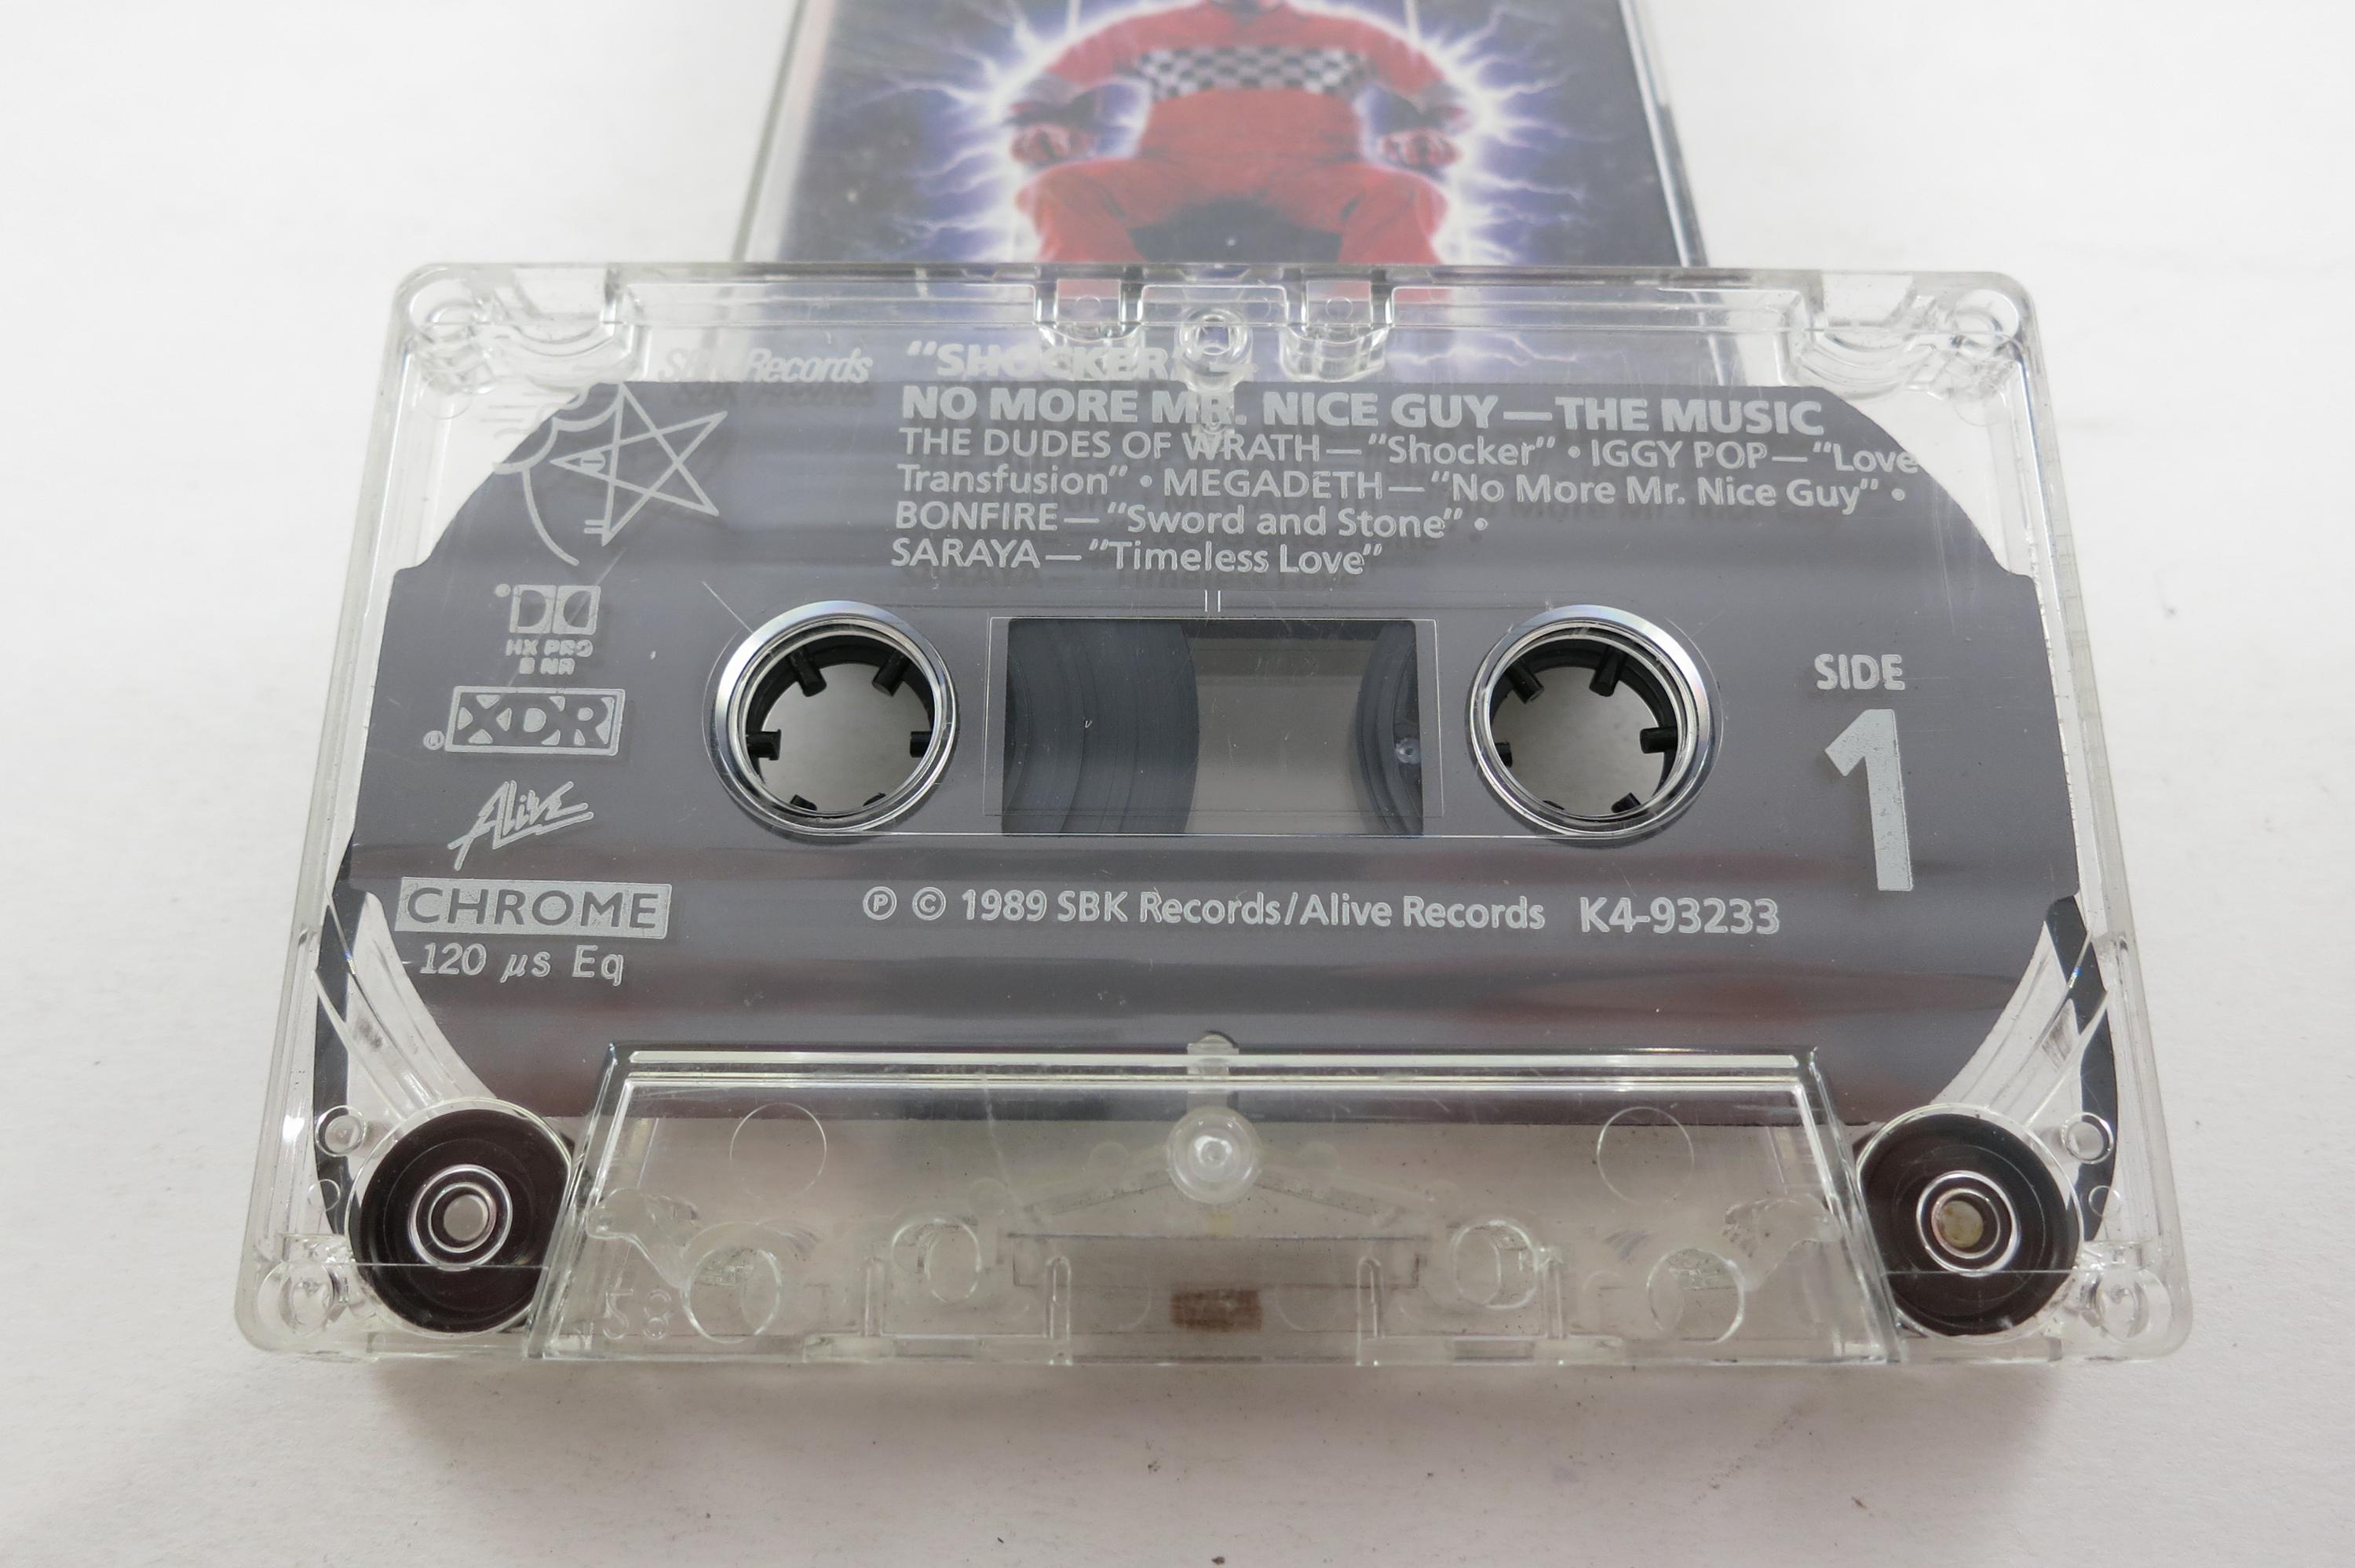 SBK Records
"SHOCKER" —
NO MORE MR. NICE GUY—THE MUSIC
THE DUDES OF WRATH—"Shocker" • IGGY POP—"Love
Transfusion" • MEGADETH—"No More Mr. Nice Guy" •
BONFIRE—"Sword and Stone" •
SARAYA—"Timeless Love"
HX PRO
B NR
XDR
®
SIDE
1
Alive
CHROME
120 µs Eq
℗ © 1989 SBK Records/Alive Records K4-93233